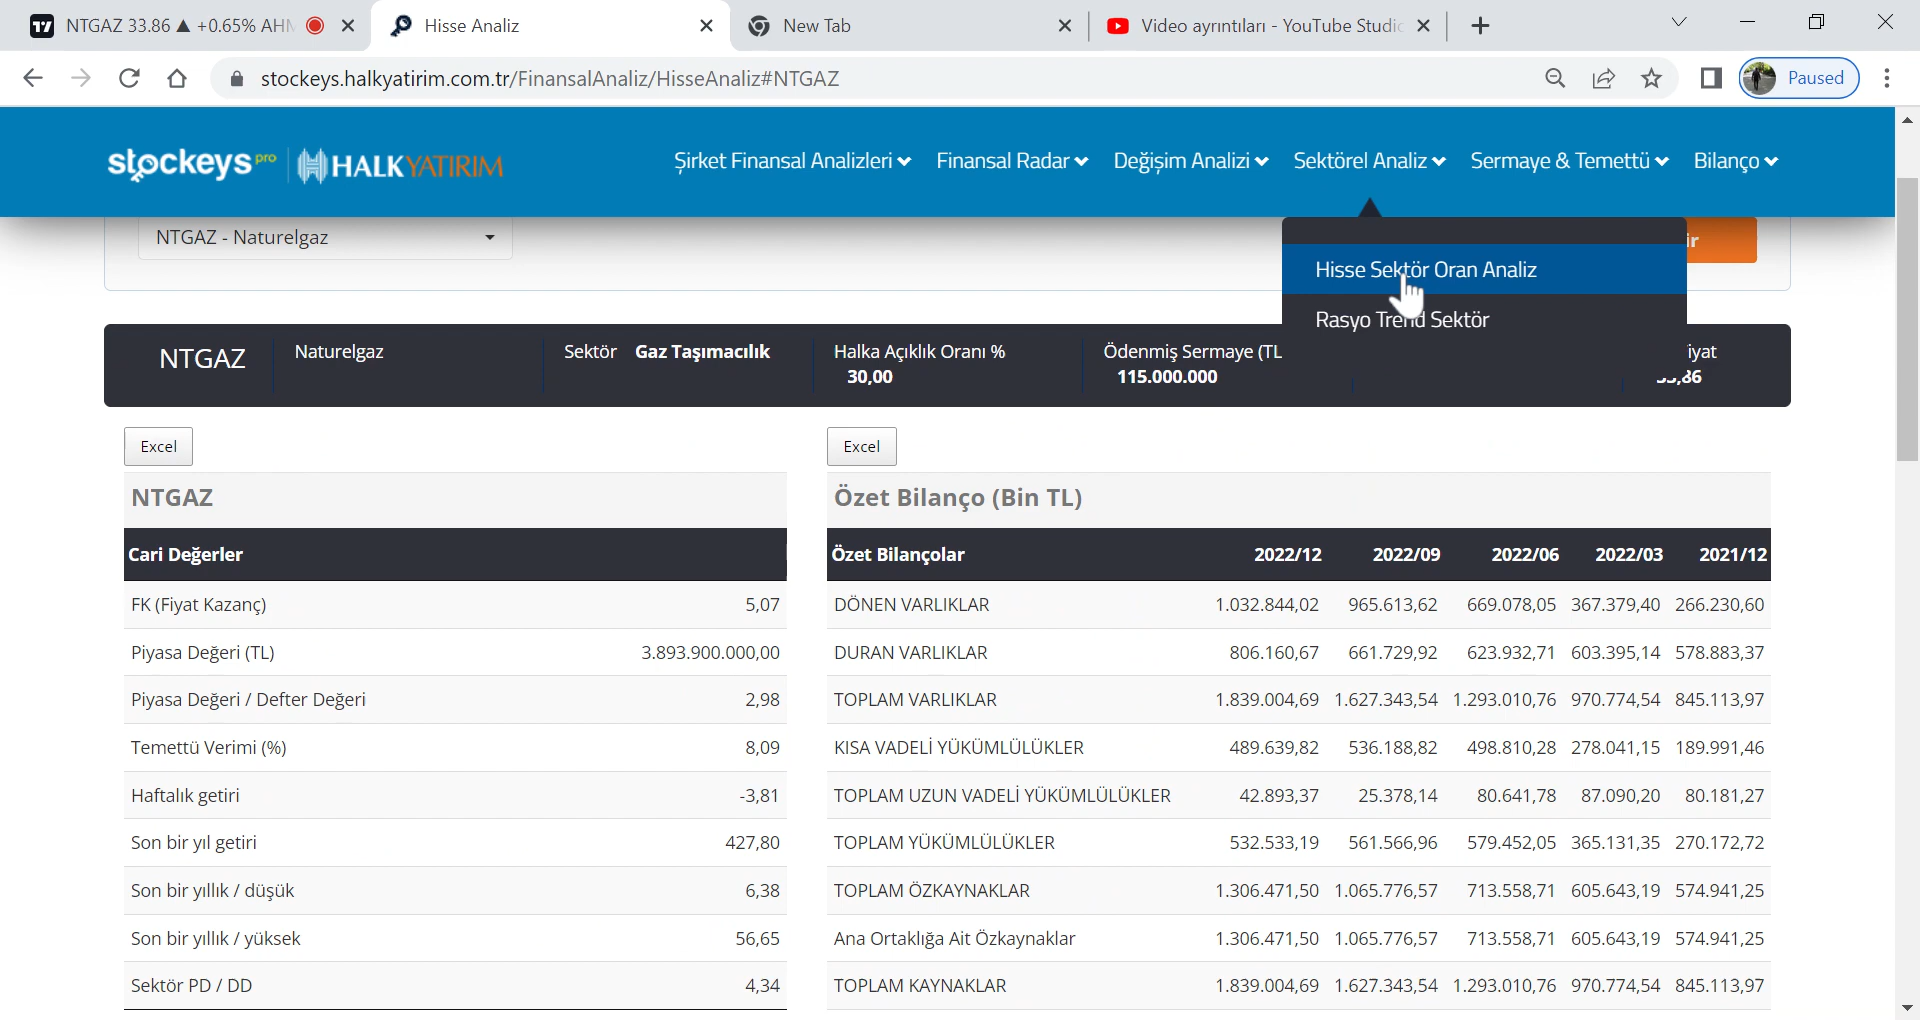 NTGAZ 33.86 ▲ +0.65% AHM
Hisse Analiz
New Tab
Video ayrıntıları - YouTube Studio
stockeys.halkyatirim.com.tr/FinansalAnaliz/HisseAnaliz#NTGAZ
Paused
stockeys pro HALKYATIRIM
Şirket Finansal Analizleri Finansal Radar Değişim Analizi Sektörel Analiz Sermaye & Temettü Bilanço
NTGAZ - Naturelgaz
Hisse Sektör Oran Analiz
Rasyo Trend Sektör
NTGAZ Naturelgaz Sektör Gaz Taşımacılık Halka Açıklık Oranı % Ödenmiş Sermaye (TL
30,00 115.000.000
Excel Excel
NTGAZ Özet Bilanço (Bin TL)
Cari Değerler Özet Bilançolar 2022/12 2022/09 2022/06 2022/03 2021/12
FK (Fiyat Kazanç) 5,07 DÖNEN VARLIKLAR 1.032.844,02 965.613,62 669.078,05 367.379,40 266.230,60
Piyasa Değeri (TL) 3.893.900.000,00 DURAN VARLIKLAR 806.160,67 661.729,92 623.932,71 603.395,14 578.883,37
Piyasa Değeri / Defter Değeri 2,98 TOPLAM VARLIKLAR 1.839.004,69 1.627.343,54 1.293.010,76 970.774,54 845.113,97
Temettü Verimi (%) 8,09 KISA VADELİ YÜKÜMLÜLÜKLER 489.639,82 536.188,82 498.810,28 278.041,15 189.991,46
Haftalık getiri -3,81 TOPLAM UZUN VADELİ YÜKÜMLÜLÜKLER 42.893,37 25.378,14 80.641,78 87.090,20 80.181,27
Son bir yıl getiri 427,80 TOPLAM YÜKÜMLÜLÜKLER 532.533,19 561.566,96 579.452,05 365.131,35 270.172,72
Son bir yıllık / düşük 6,38 TOPLAM ÖZKAYNAKLAR 1.306.471,50 1.065.776,57 713.558,71 605.643,19 574.941,25
Son bir yıllık / yüksek 56,65 Ana Ortaklığa Ait Özkaynaklar 1.306.471,50 1.065.776,57 713.558,71 605.643,19 574.941,25
Sektör PD / DD 4,34 TOPLAM KAYNAKLAR 1.839.004,69 1.627.343,54 1.293.010,76 970.774,54 845.113,97